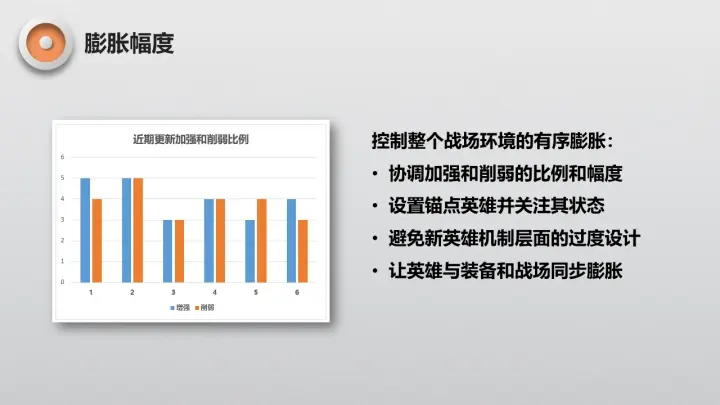 膨胀幅度
近期更新加强和削弱比例
6
5
4
3
2
1
0
1 2 3 4 5 6
增强 削弱
控制整个战场环境的有序膨胀：
• 协调加强和削弱的比例和幅度
• 设置锚点英雄并关注其状态
• 避免新英雄机制层面的过度设计
• 让英雄与装备和战场同步膨胀